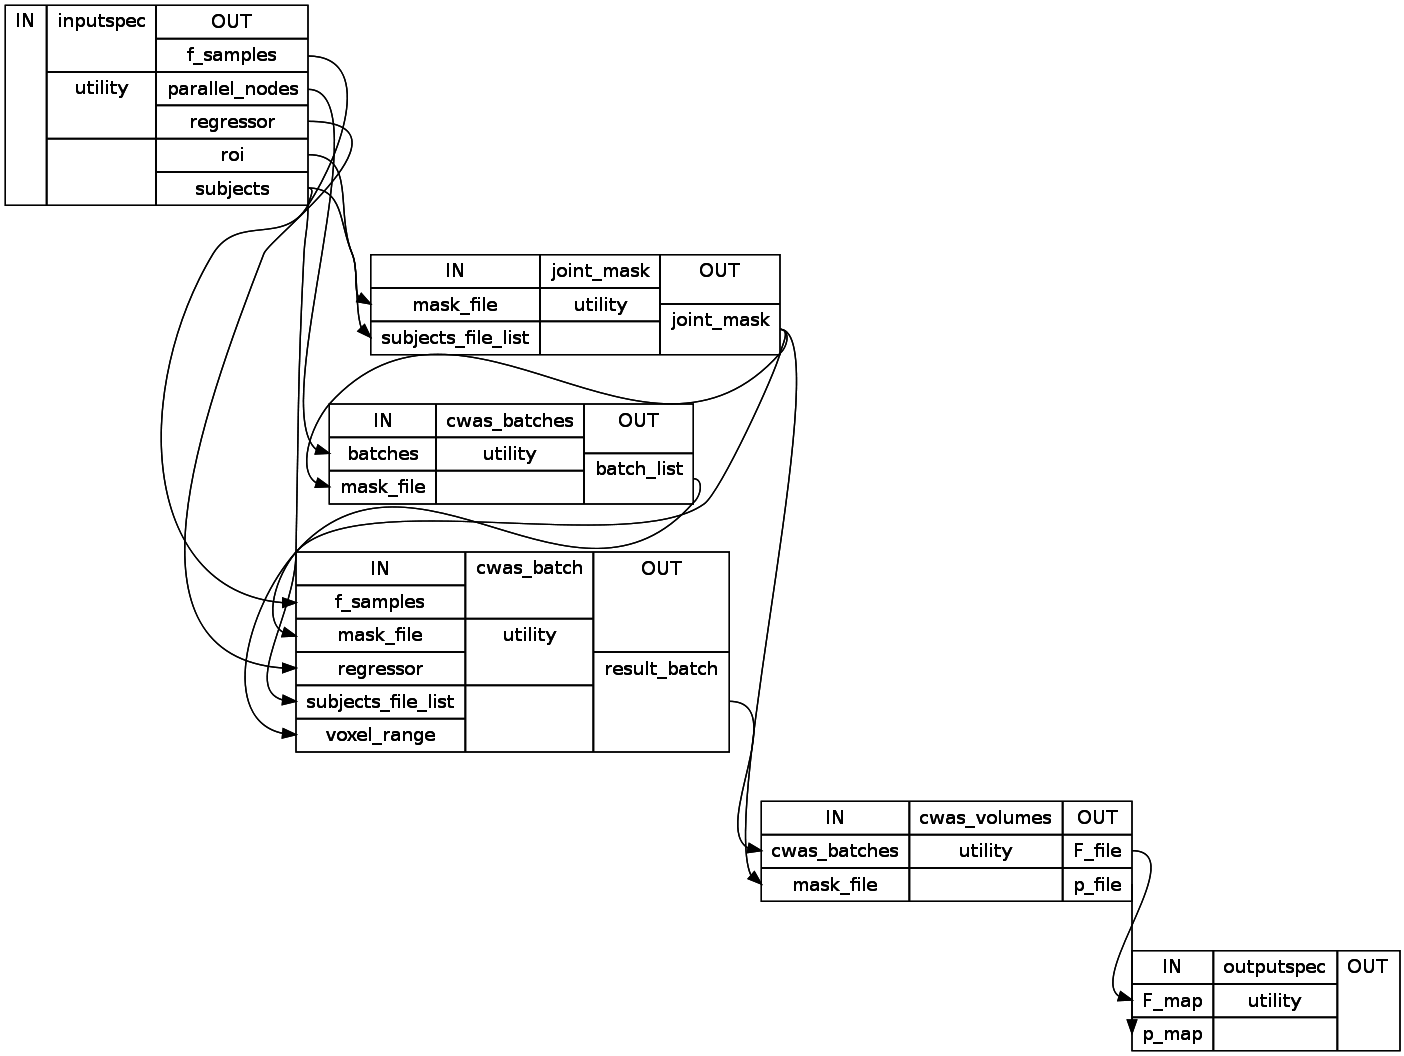 IN inputspec OUT
f_samples
utility parallel_nodes
regressor
roi
subjects
IN joint_mask OUT
mask_file utility
joint_mask
subjects_file_list
IN cwas_batches OUT
batches utility
batch_list
mask_file
IN cwas_batch OUT
f_samples
mask_file utility
regressor result_batch
subjects_file_list
voxel_range
IN cwas_volumes OUT
cwas_batches utility F_file
mask_file p_file
IN outputspec OUT
F_map utility
p_map